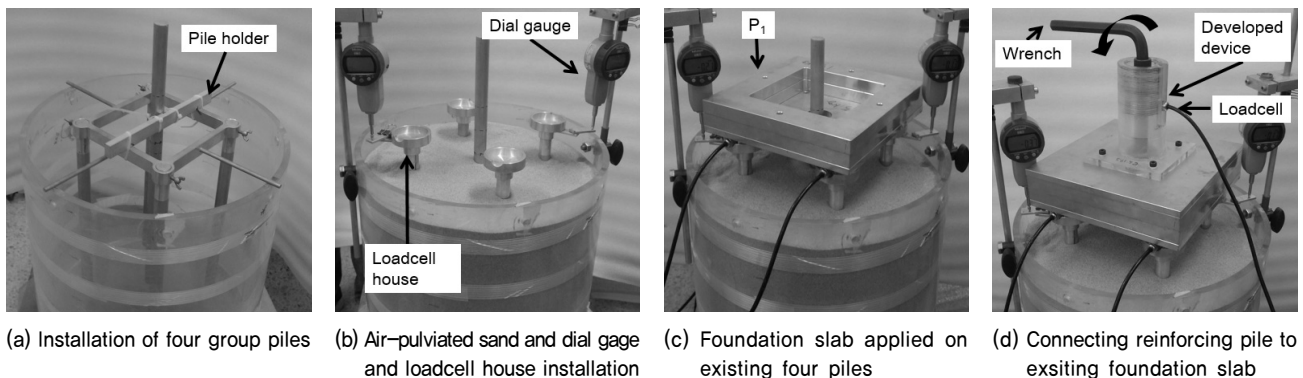 Pile holder
Dial gauge
Loadcell
house
P₁
Wrench
Developed
device
Loadcell
(a) Installation of four group piles
(b) Air-pulviated sand and dial gage
and loadcell house installation
(c) Foundation slab applied on
existing four piles
(d) Connecting reinforcing pile to
exsiting foundation slab